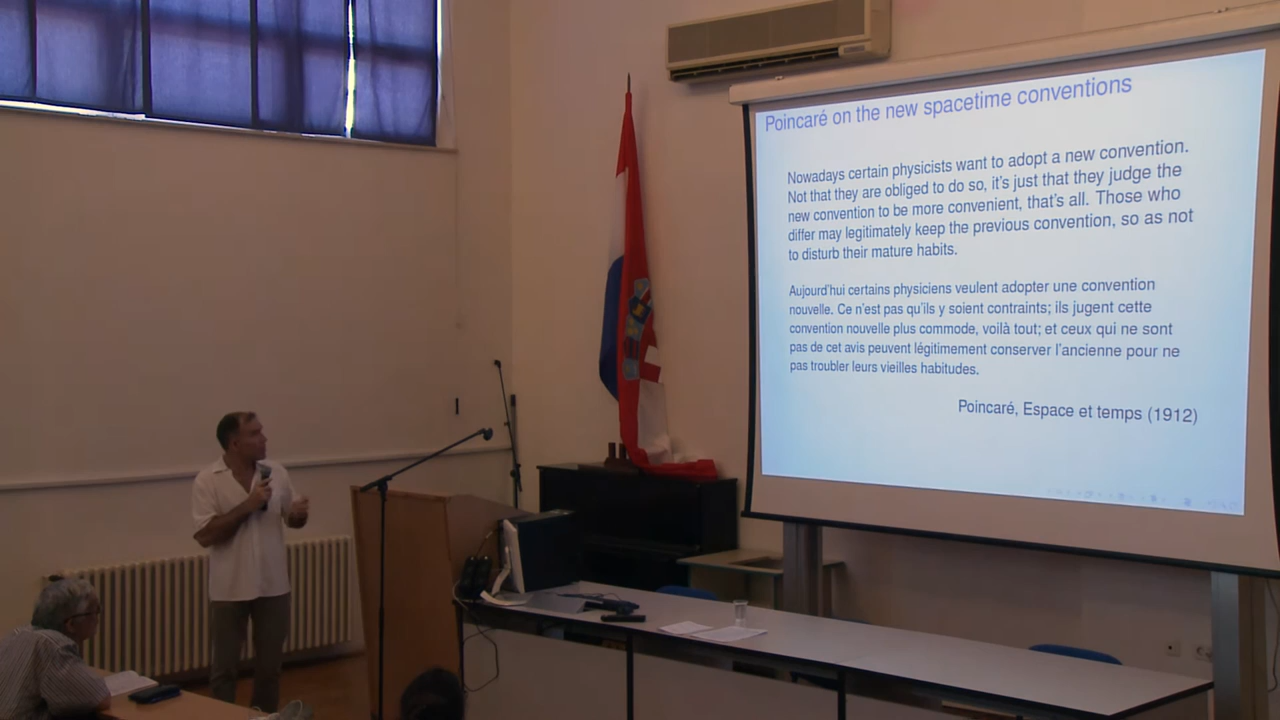 Poincaré on the new spacetime conventions
Nowadays certain physicists want to adopt a new convention.
Not that they are obliged to do so, it's just that they judge the
new convention to be more convenient, that's all. Those who
differ may legitimately keep the previous convention, so as not
to disturb their mature habits.
Aujourd'hui certains physiciens veulent adopter une convention
nouvelle. Ce n'est pas qu'ils y soient contraints; ils jugent cette
convention nouvelle plus commode, voilà tout; et ceux qui ne sont
pas de cet avis peuvent légitimement conserver l'ancienne pour ne
pas troubler leurs vieilles habitudes.
Poincaré, Espace et temps (1912)